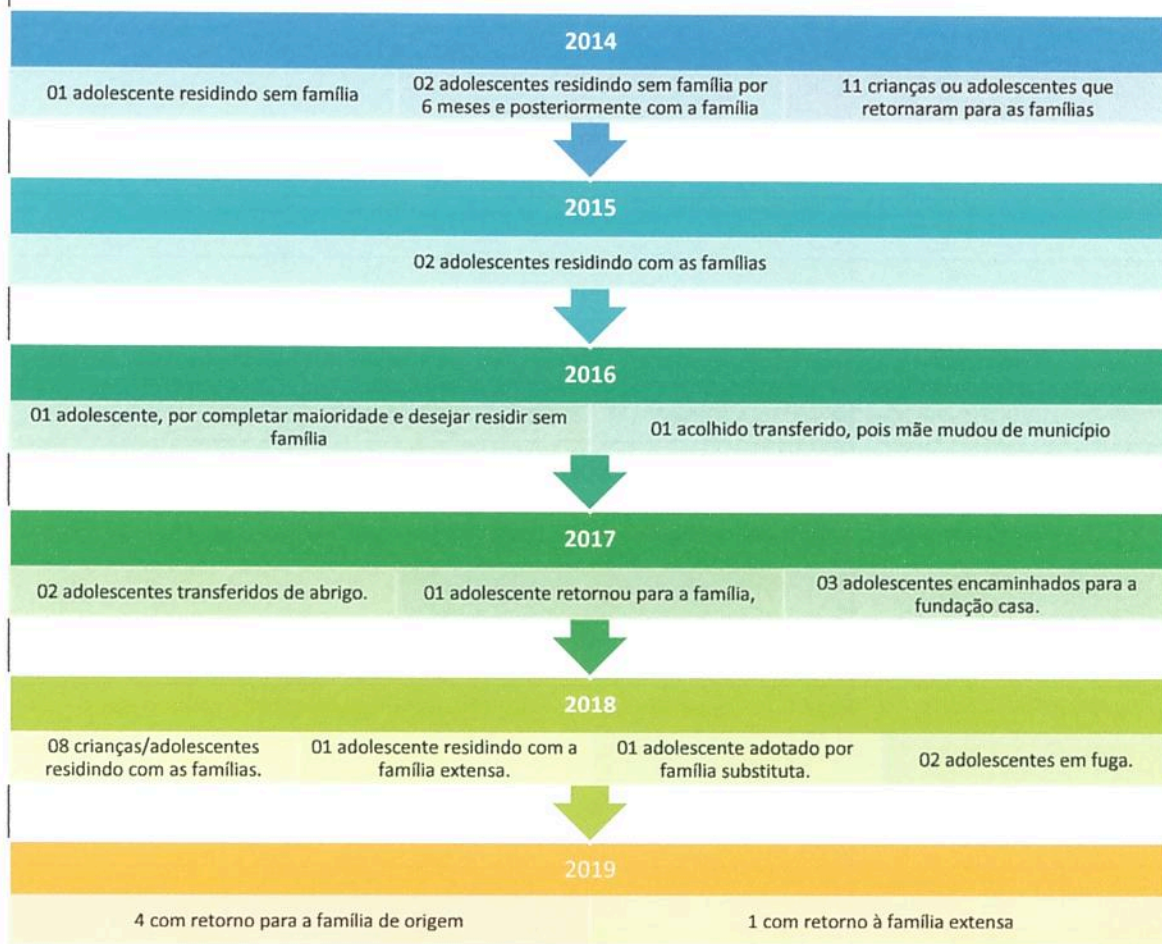 2014
01 adolescente residindo sem família
02 adolescentes residindo sem família por
6 meses e posteriormente com a família
11 crianças ou adolescentes que
retornaram para as famílias
2015
02 adolescentes residindo com as famílias
2016
01 adolescente, por completar maioridade e desejar residir sem
família
01 acolhido transferido, pois mãe mudou de município
2017
02 adolescentes transferidos de abrigo.
01 adolescente retornou para a família,
03 adolescentes encaminhados para a
fundação casa.
2018
08 crianças/adolescentes
residindo com as famílias.
01 adolescente residindo com a
família extensa.
01 adolescente adotado por
família substituta.
02 adolescentes em fuga.
2019
4 com retorno para a família de origem
1 com retorno à família extensa